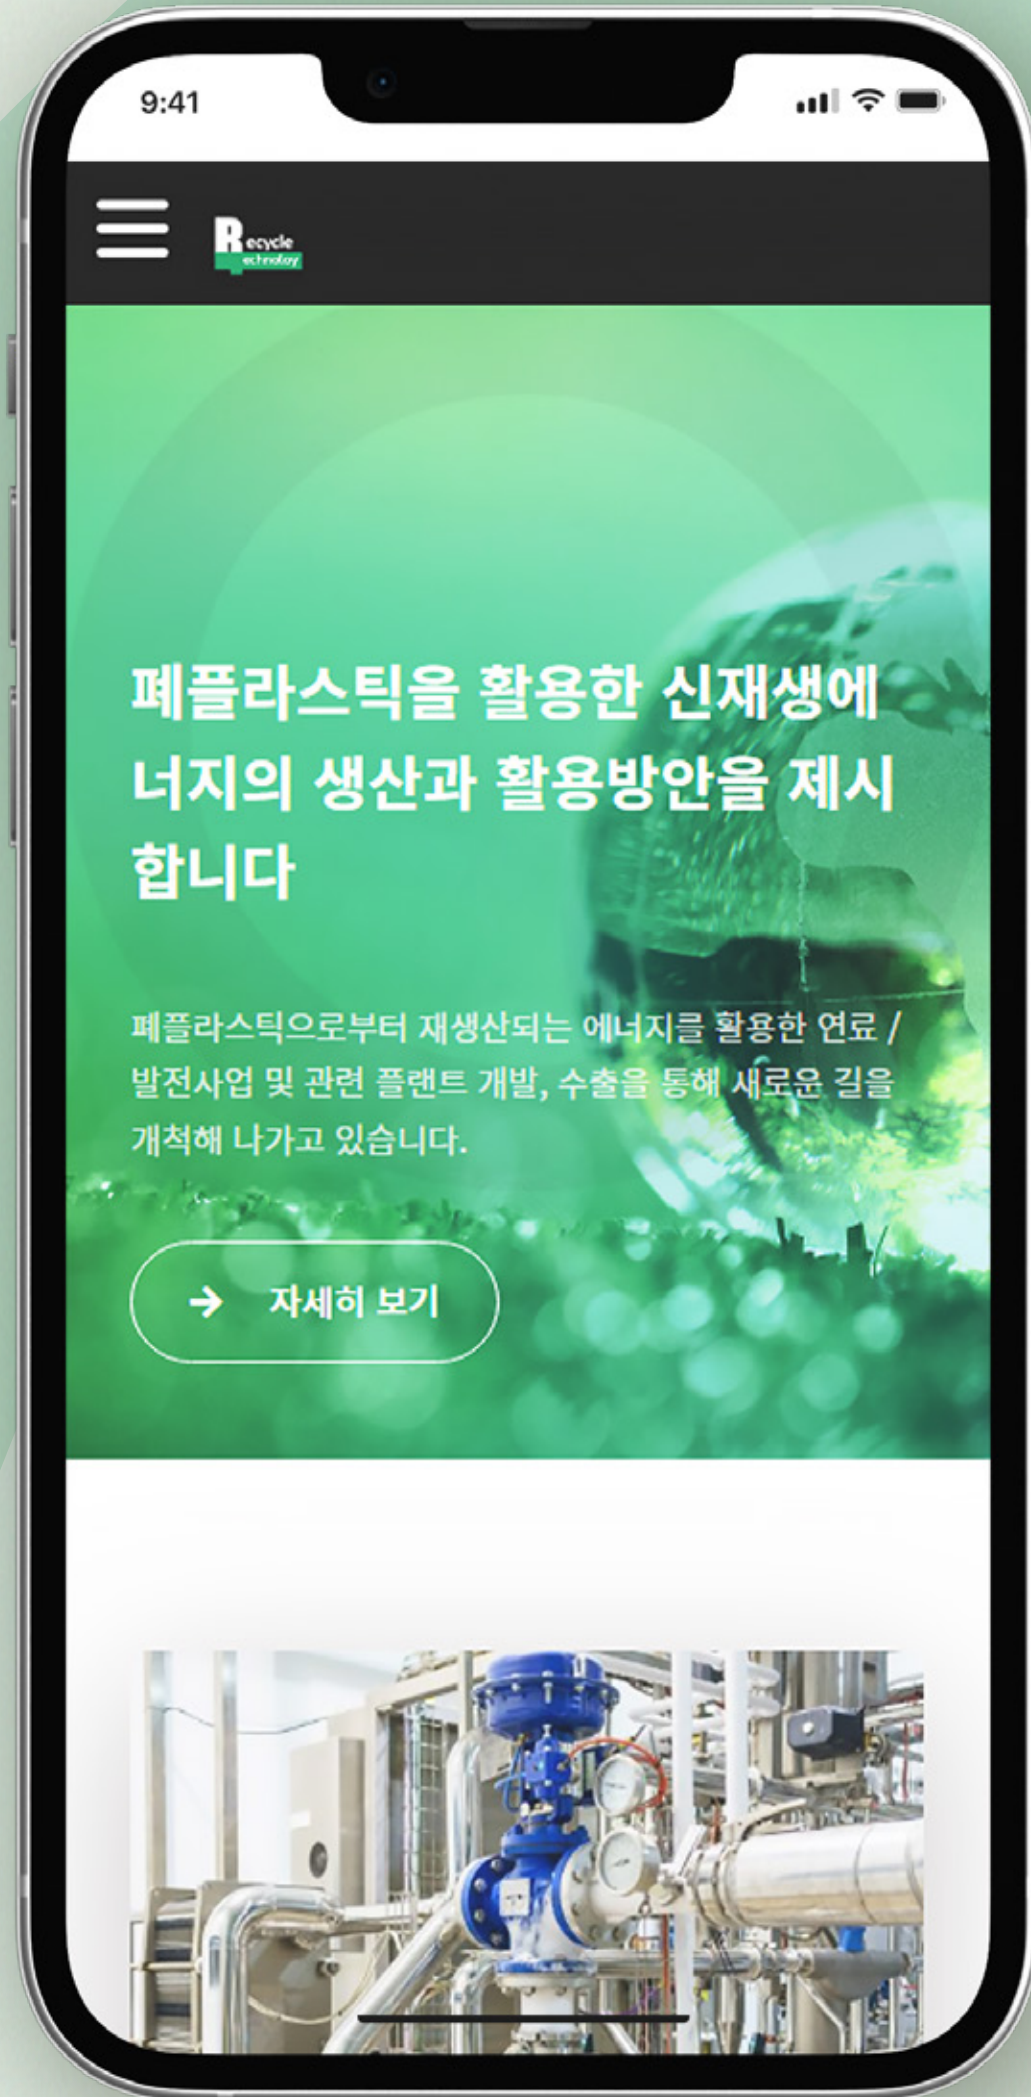 9:41
Recycle
Technoloy
폐플라스틱을 활용한 신재생에
너지의 생산과 활용방안을 제시
합니다
폐플라스틱으로부터 재생산되는 에너지를 활용한 연료 /
발전사업 및 관련 플랜트 개발, 수출을 통해 새로운 길을
개척해 나가고 있습니다.
→ 자세히 보기